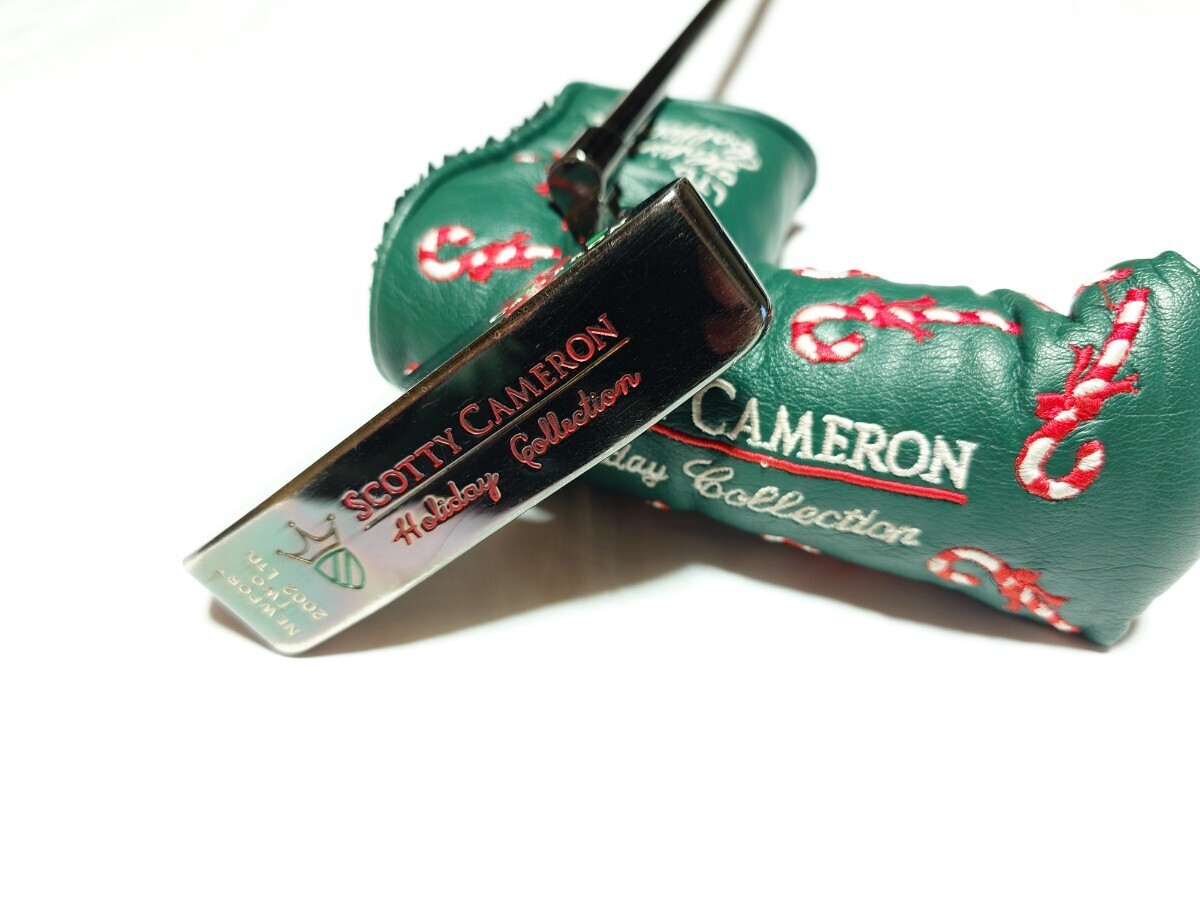 SCOTTY CAMERON
Holiday Collection
NEWPORT
TWO
2002 LTD.
CAMERON
day Collection